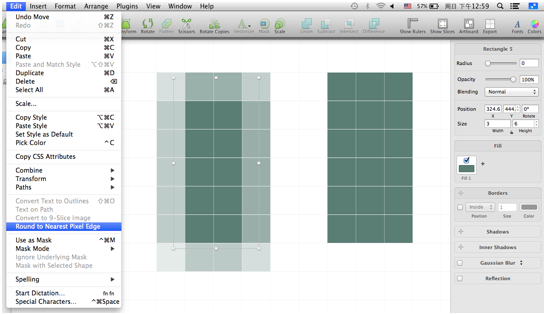 Edit Insert Format Arrange Plugins View Window Help 57% 周日 下午12:59
Undo Move ⌘Z
Redo ⇧⌘Z
Cut ⌘X
Copy ⌘C
Paste ⌘V
Paste and Match Style ⌥⇧⌘V
Duplicate ⌘D
Delete ⌫
Select All ⌘A
Scale...
Copy Style ⌥⌘C
Paste Style ⌥⌘V
Set Style as Default
Pick Color ^C
Copy CSS Attributes
Combine
Transform
Paths
Convert Text to Outlines ⇧⌘O
Text on Path
Convert to 9-Slice Image
Round to Nearest Pixel Edge
Use as Mask ^⌘M
Mask Mode
Ignore Underlying Mask
Mask with Selected Shape
Spelling
Start Dictation... fn fn
Special Characters... ^⌘Space
Rotate Flatten Scissors Rotate Copies Vectorize Mask Scale Union Subtract Intersect Difference Show Rulers Show Slices Artboard Export Fonts Colors
Rectangle 5
Radius 0
Opacity 100%
Blending Normal
Position 324.6 444. 0°
X Y Rotate
Size 3 6
Width Height
Fill
Fill 1
Borders
Inside 1
Position Size Color
Shadows
Inner Shadows
Gaussian Blur
Reflection